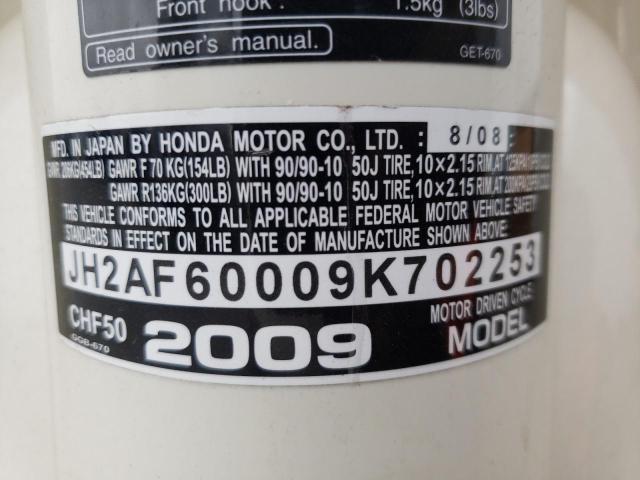 Front hook : 1.5kg (3lbs)
Read owner's manual.
GET-670
MFD. IN JAPAN BY HONDA MOTOR CO., LTD. : 8/08
GAWR F 70 KG(154LB) WITH 90/90-10 50J TIRE, 10×2.15 RIM, AT
GAWR R136KG(300LB) WITH 90/90-10 50J TIRE, 10×2.15 RIM, AT
THIS VEHICLE CONFORMS TO ALL APPLICABLE FEDERAL MOTOR VEHICLE SAFETY
STANDARDS IN EFFECT ON THE DATE OF MANUFACTURE SHOWN ABOVE.
JH2AF60009K702253
CHF50 2009 MOTOR DRIVEN CYCLE
GGB-670 MODEL